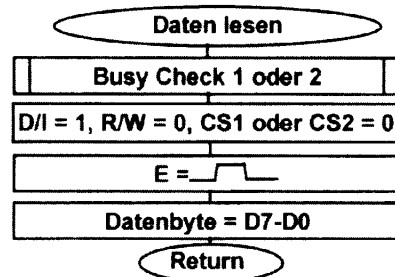 Daten lesen
Busy Check 1 oder 2
D/I = 1, R/W = 0, CS1 oder CS2 = 0
E =
Datenbyte = D7-D0
Return